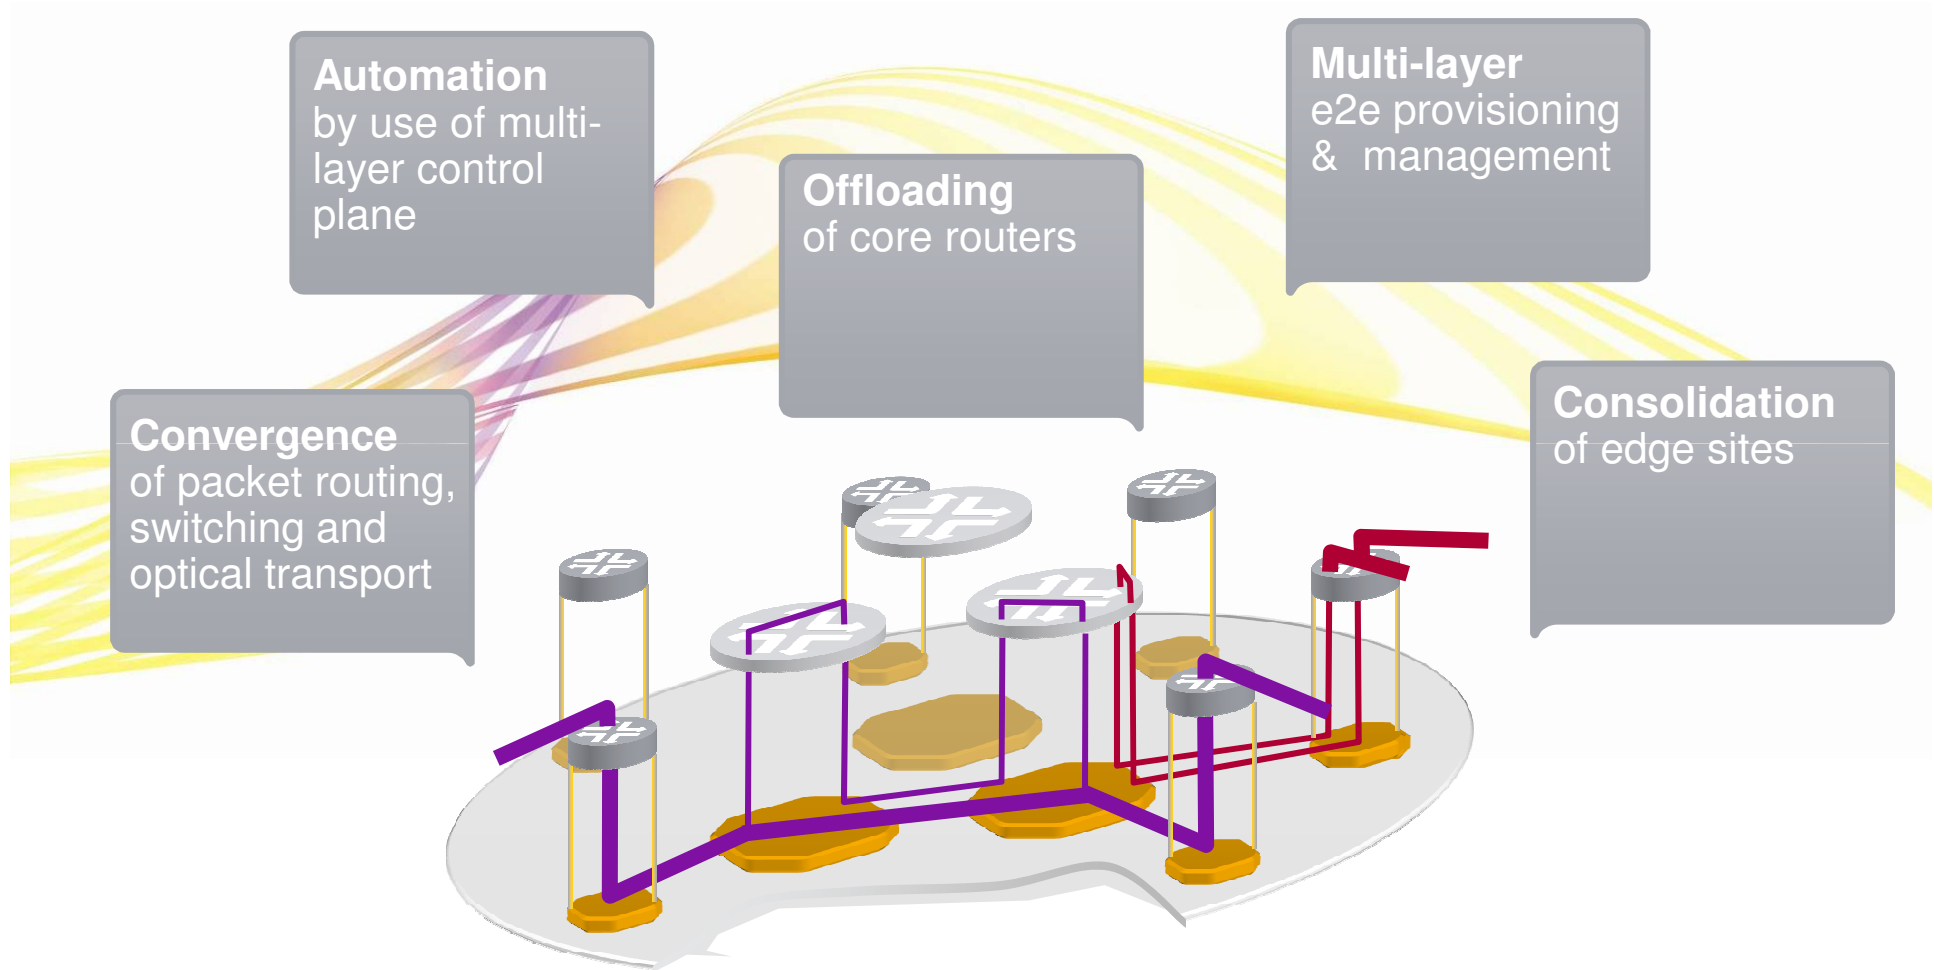 Automation
by use of multi-
layer control
plane
Multi-layer
e2e provisioning
& management
Offloading
of core routers
Convergence
of packet routing,
switching and
optical transport
Consolidation
of edge sites